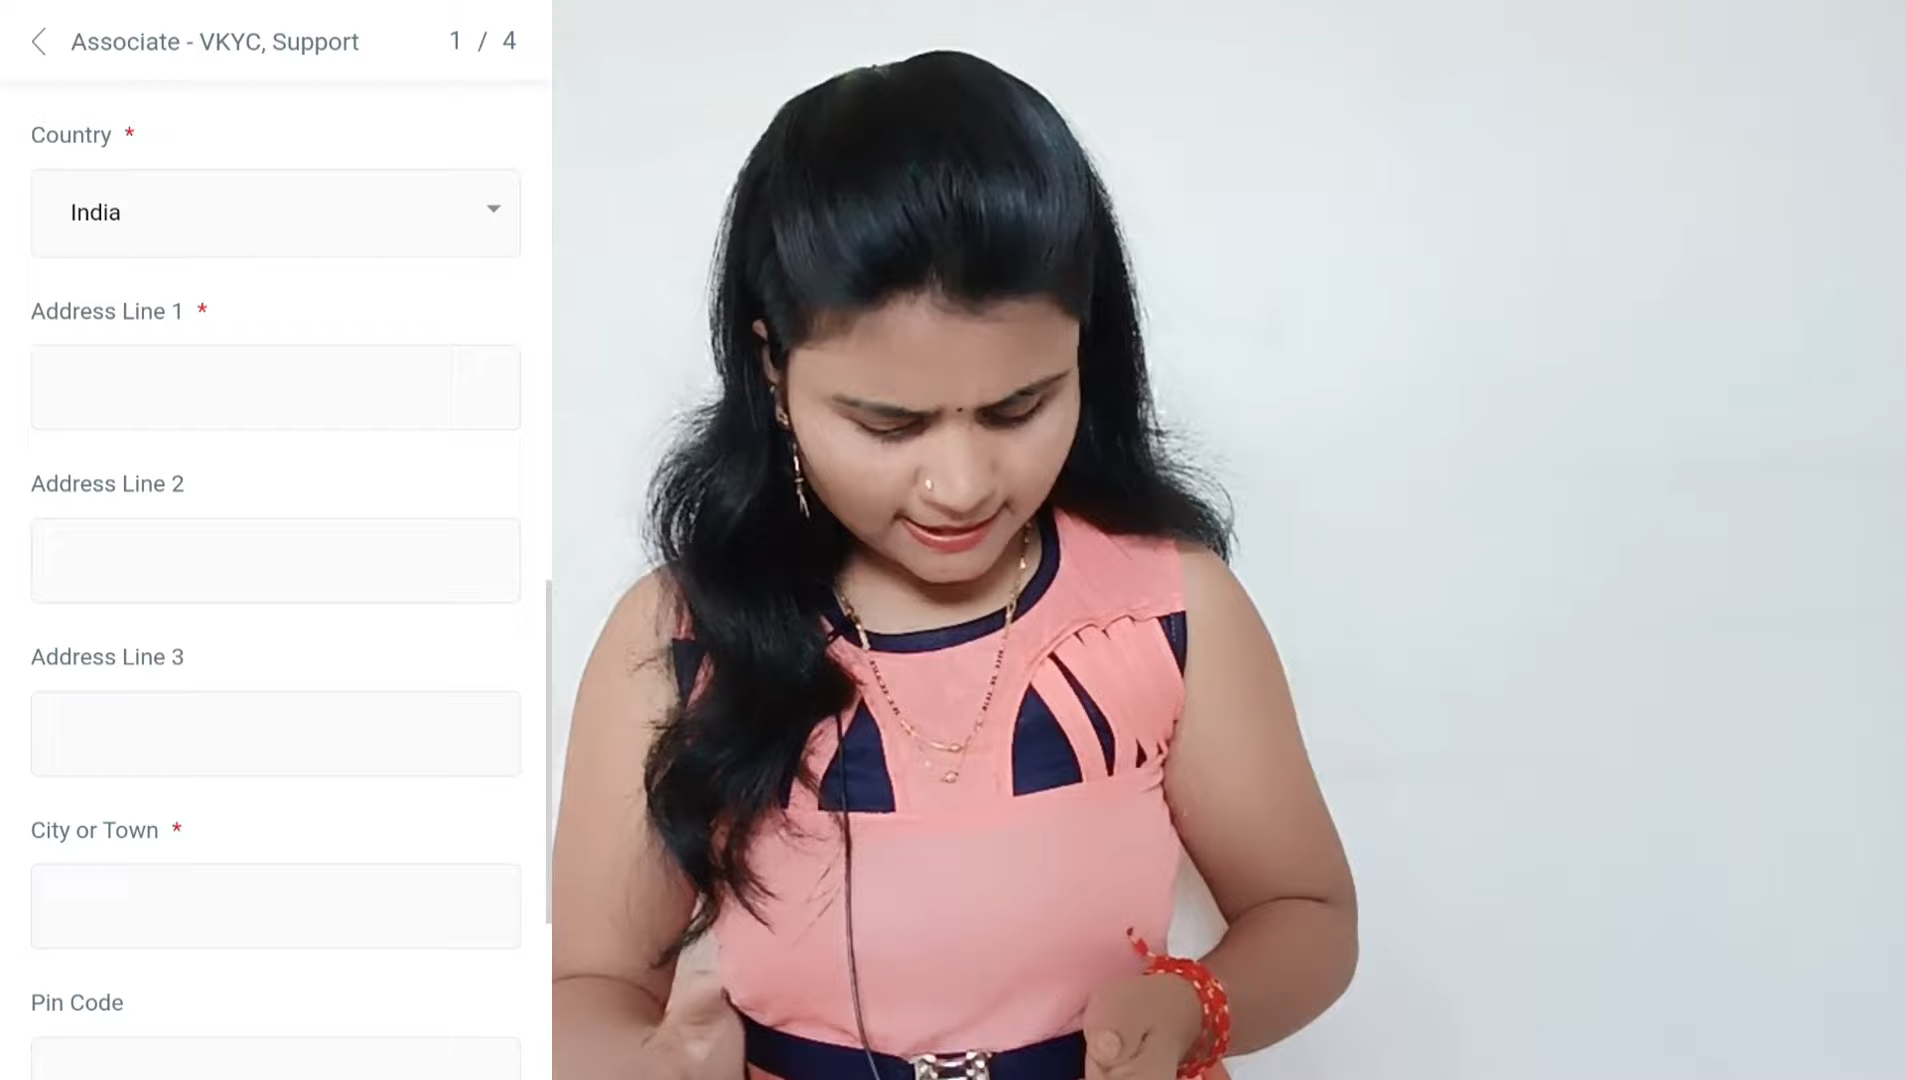 Associate - VKYC, Support 1 / 4
Country *
India
Address Line 1 *
Address Line 2
Address Line 3
City or Town *
Pin Code